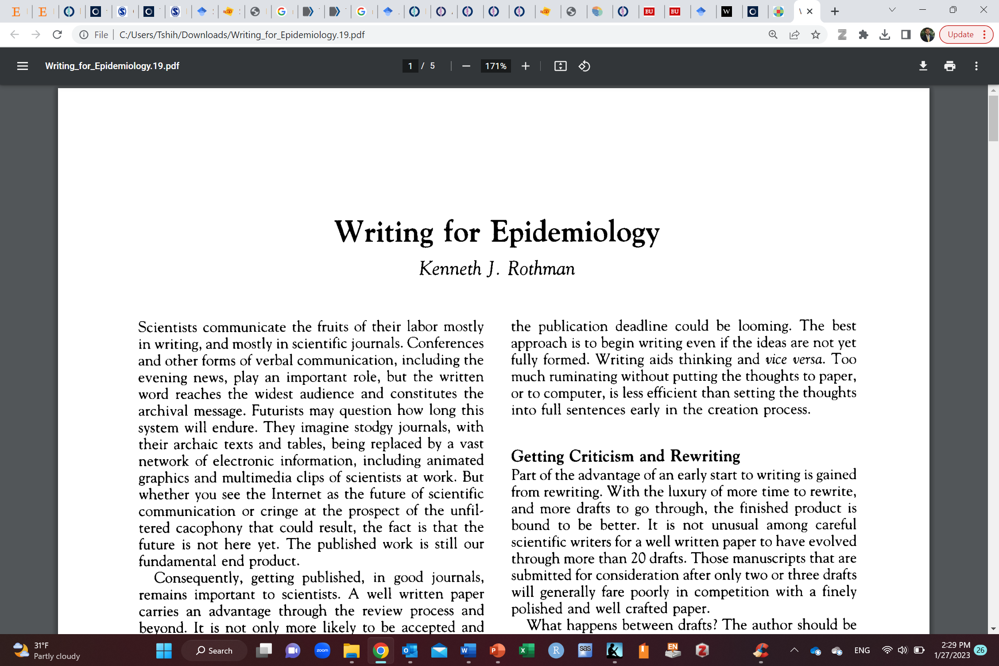 File
C:/Users/Tshih/Downloads/Writing_for_Epidemiology.19.pdf
Update
Writing_for_Epidemiology.19.pdf
1 / 5
171%
Writing for Epidemiology
Kenneth J. Rothman
Scientists communicate the fruits of their labor mostly
in writing, and mostly in scientific journals. Conferences
and other forms of verbal communication, including the
evening news, play an important role, but the written
word reaches the widest audience and constitutes the
archival message. Futurists may question how long this
system will endure. They imagine stodgy journals, with
their archaic texts and tables, being replaced by a vast
network of electronic information, including animated
graphics and multimedia clips of scientists at work. But
whether you see the Internet as the future of scientific
communication or cringe at the prospect of the unfil-
tered cacophony that could result, the fact is that the
future is not here yet. The published work is still our
fundamental end product.
Consequently, getting published, in good journals,
remains important to scientists. A well written paper
carries an advantage through the review process and
beyond. It is not only more likely to be accepted and
the publication deadline could be looming. The best
approach is to begin writing even if the ideas are not yet
fully formed. Writing aids thinking and vice versa. Too
much ruminating without putting the thoughts to paper,
or to computer, is less efficient than setting the thoughts
into full sentences early in the creation process.
Getting Criticism and Rewriting
Part of the advantage of an early start to writing is gained
from rewriting. With the luxury of more time to rewrite,
and more drafts to go through, the finished product is
bound to be better. It is not unusual among careful
scientific writers for a well written paper to have evolved
through more than 20 drafts. Those manuscripts that are
submitted for consideration after only two or three drafts
will generally fare poorly in competition with a finely
polished and well crafted paper.
What happens between drafts? The author should be
31°F
Partly cloudy
Search
zoom
sas
EN
ENG
2:29 PM
1/27/2023
26